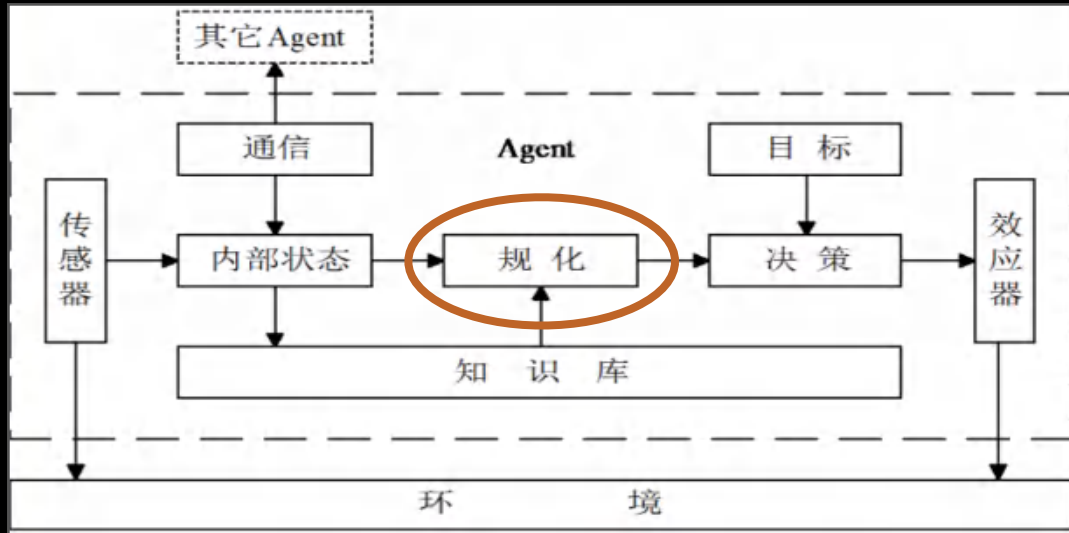 其它Agent
通信
Agent
目标
传感器
内部状态
规化
决策
效应器
知识库
环境